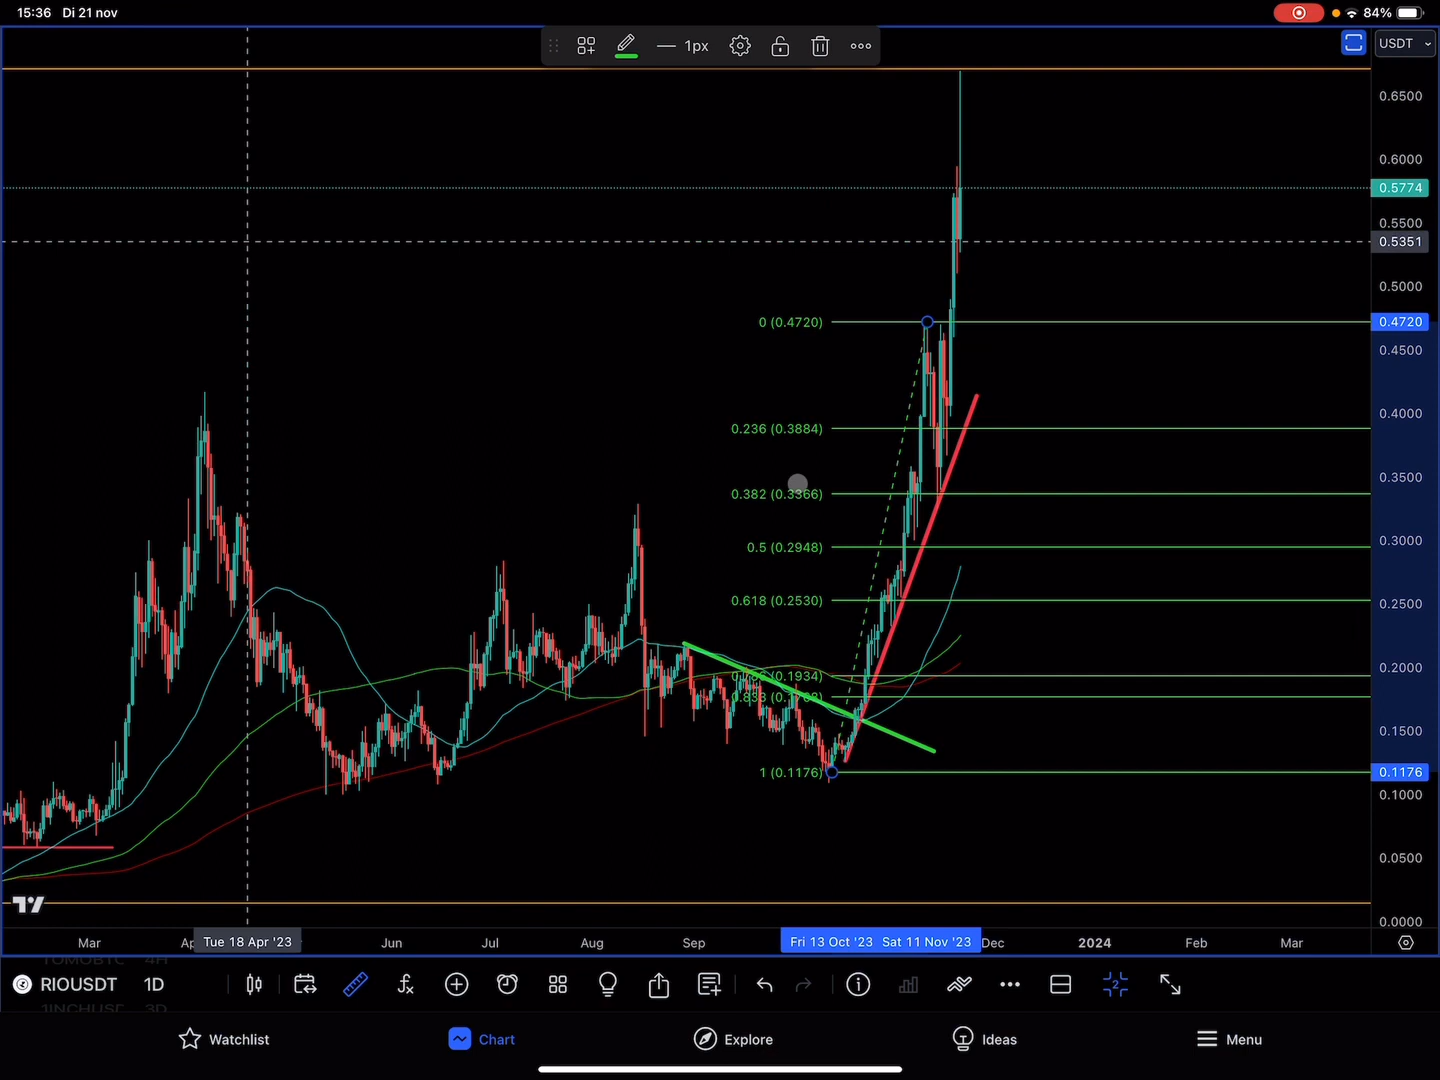 15:36 Di 21 nov
84%
1px
USDT
0.6500
0.6000
0.5774
0.5500
0.5351
0.5000
0 (0.4720)
0.4720
0.4500
0.4000
0.236 (0.3884)
0.3500
0.382 (0.3366)
0.3000
0.5 (0.2948)
0.2500
0.618 (0.2530)
0.2000
0.1500
1 (0.1176)
0.1176
0.1000
0.0500
0.0000
Mar
Tue 18 Apr '23
Jun
Jul
Aug
Sep
Fri 13 Oct '23
Sat 11 Nov '23
Dec
2024
Feb
Mar
RIOUSDT 1D
2
Watchlist
Chart
Explore
Ideas
Menu